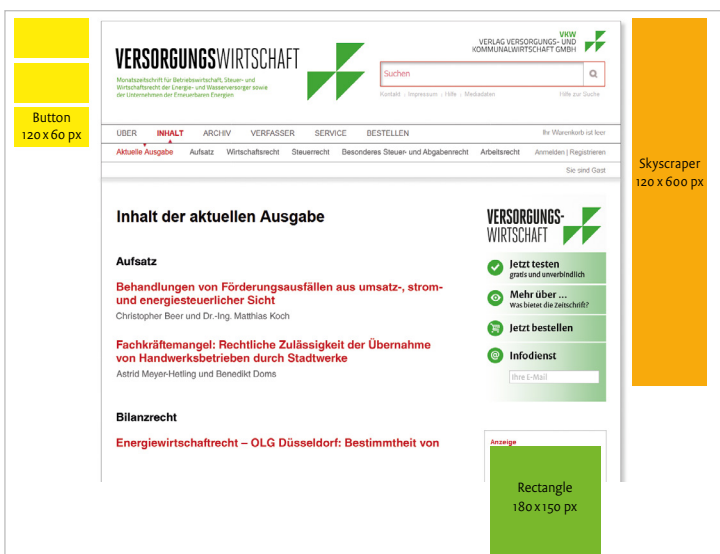 Button
120 x 60 px
VERSORGUNGSWIRTSCHAFT
Monatszeitschrift für Betriebswirtschaft, Steuer- und
Wirtschaftsrecht der Energie- und Wasserversorger sowie
der Unternehmen der Erneuerbaren Energien
VKW
VERLAG VERSORGUNGS- UND
KOMMUNALWIRTSCHAFT GMBH
Suchen
Kontakt | Impressum | Hilfe | Mediadaten Hilfe zur Suche
ÜBER INHALT ARCHIV VERFASSER SERVICE BESTELLEN Ihr Warenkorb ist leer
Aktuelle Ausgabe Aufsatz Wirtschaftsrecht Steuerrecht Besonderes Steuer- und Abgabenrecht Arbeitsrecht Anmelden | Registrieren
Sie sind Gast
Skyscraper
120 x 600 px
Inhalt der aktuellen Ausgabe
Aufsatz
Behandlungen von Förderungsausfällen aus umsatz-, strom-
und energiesteuerlicher Sicht
Christopher Beer und Dr.-Ing. Matthias Koch
Fachkräftemangel: Rechtliche Zulässigkeit der Übernahme
von Handwerksbetrieben durch Stadtwerke
Astrid Meyer-Hetling und Benedikt Doms
Bilanzrecht
Energiewirtschaftrecht – OLG Düsseldorf: Bestimmtheit von
VERSORGUNGS-
WIRTSCHAFT
Jetzt testen
gratis und unverbindlich
Mehr über ...
Was bietet die Zeitschrift?
Jetzt bestellen
Infodienst
Ihre E-Mail
Anzeige
Rectangle
180 x 150 px